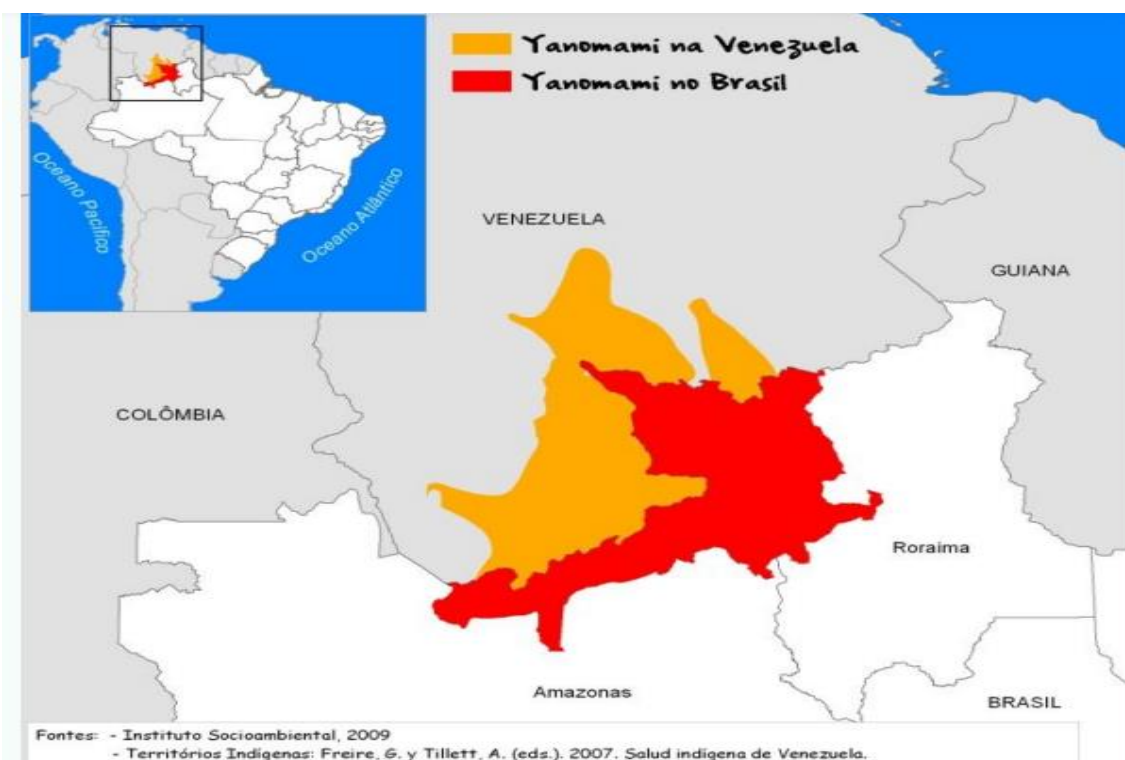 Yanomami na Venezuela
Yanomami no Brasil
Oceano Pacífico
Oceano Atlântico
VENEZUELA
GUIANA
COLÔMBIA
Roraima
Amazonas
BRASIL
Fontes: - Instituto Socioambiental, 2009
- Territórios Indígenas: Freire, G. y Tillett, A. (eds.). 2007. Salud indígena de Venezuela.